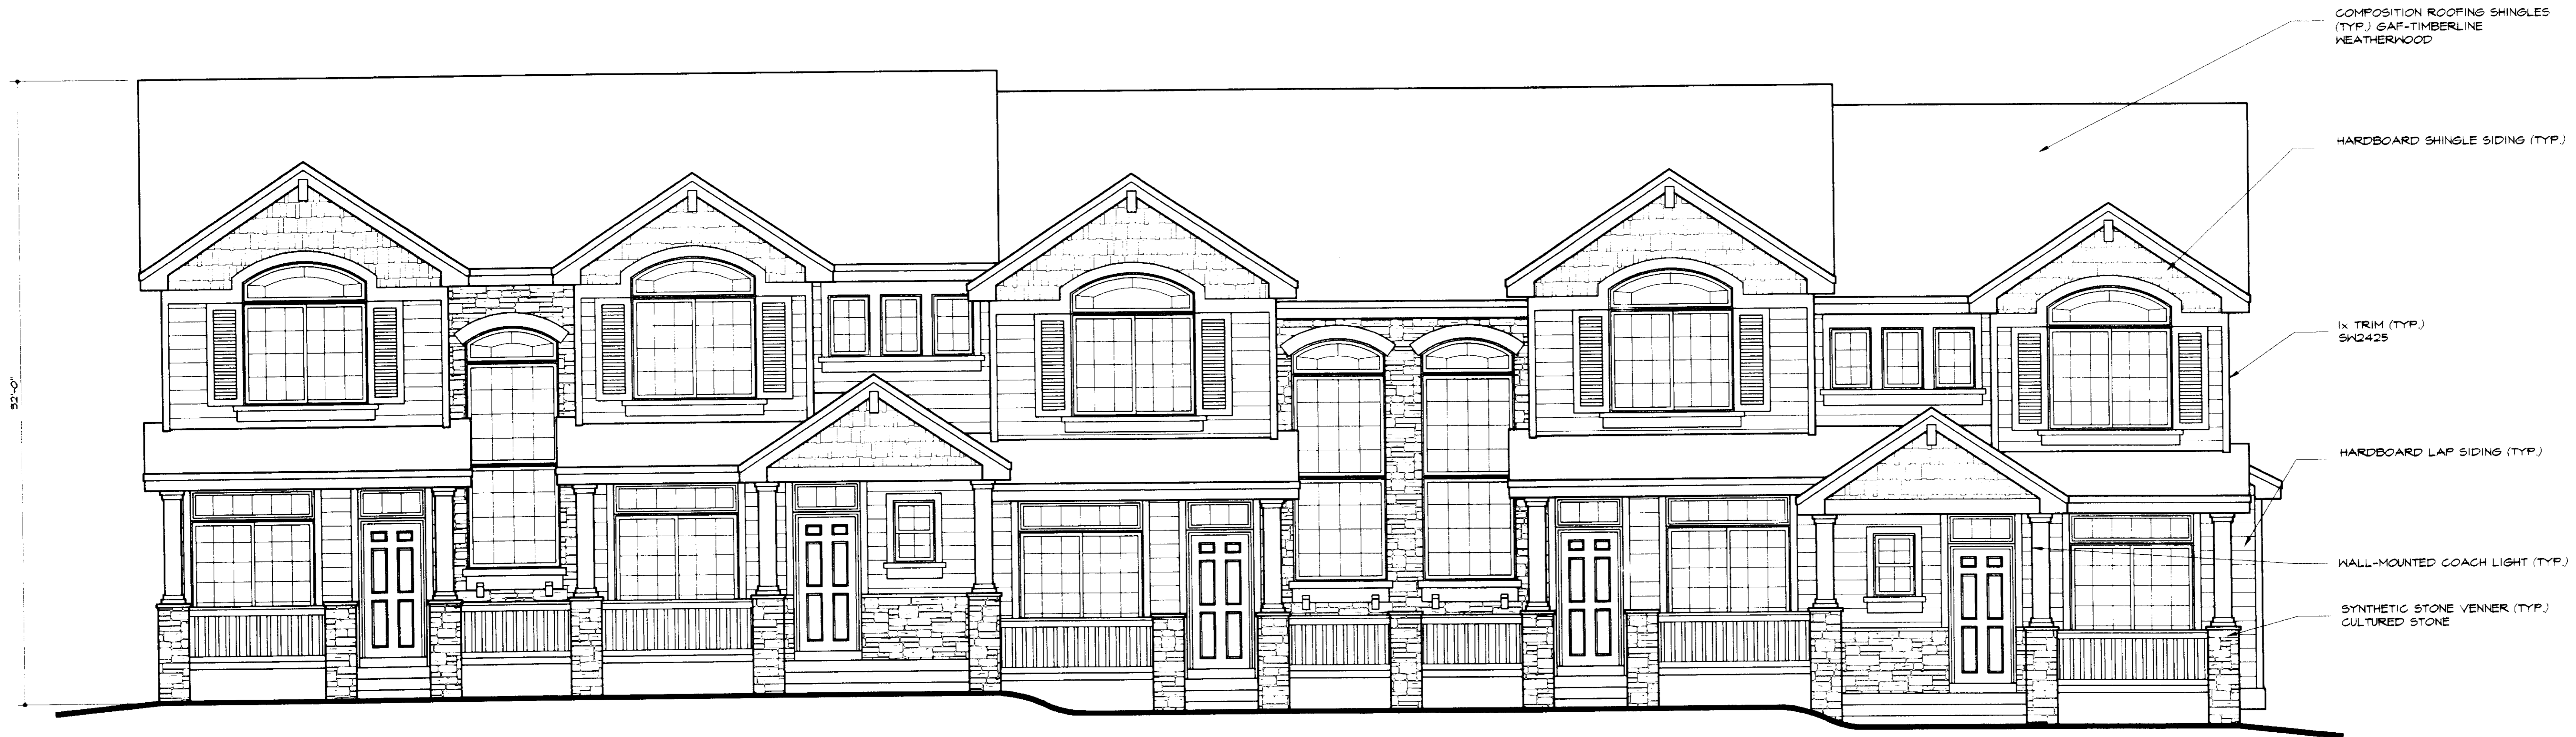 COMPOSITION ROOFING SHINGLES
(TYP.) GAF-TIMBERLINE
WEATHERWOOD
HARDBOARD SHINGLE SIDING (TYP.)
1x TRIM (TYP.)
SW2425
32'-0"
HARDBOARD LAP SIDING (TYP.)
WALL-MOUNTED COACH LIGHT (TYP.)
SYNTHETIC STONE VENNER (TYP.)
CULTURED STONE